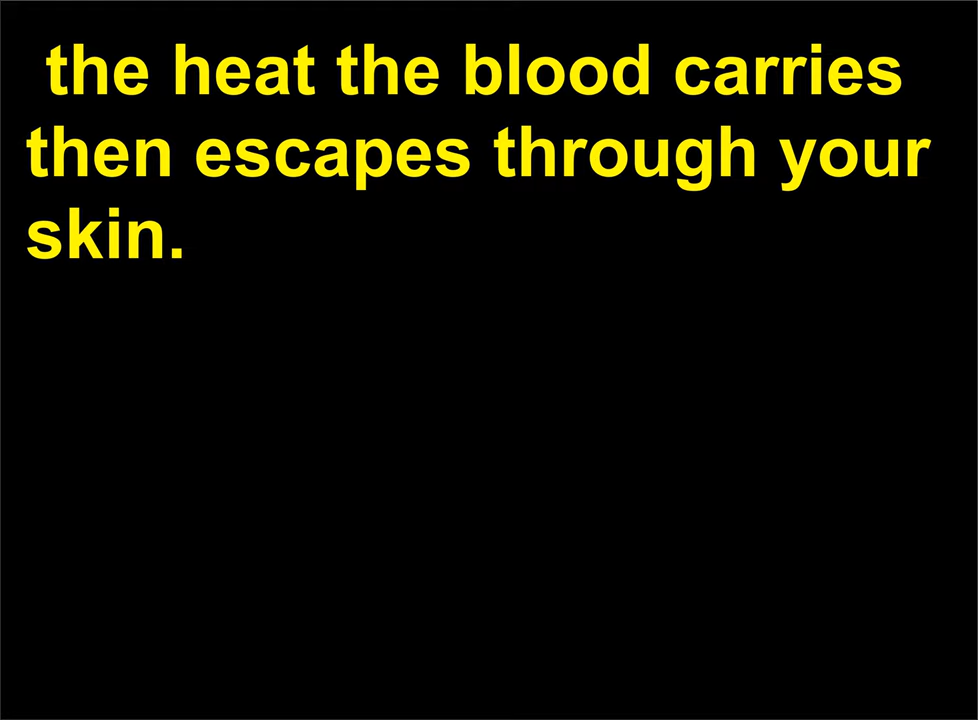 the heat the blood carries
then escapes through your
skin.